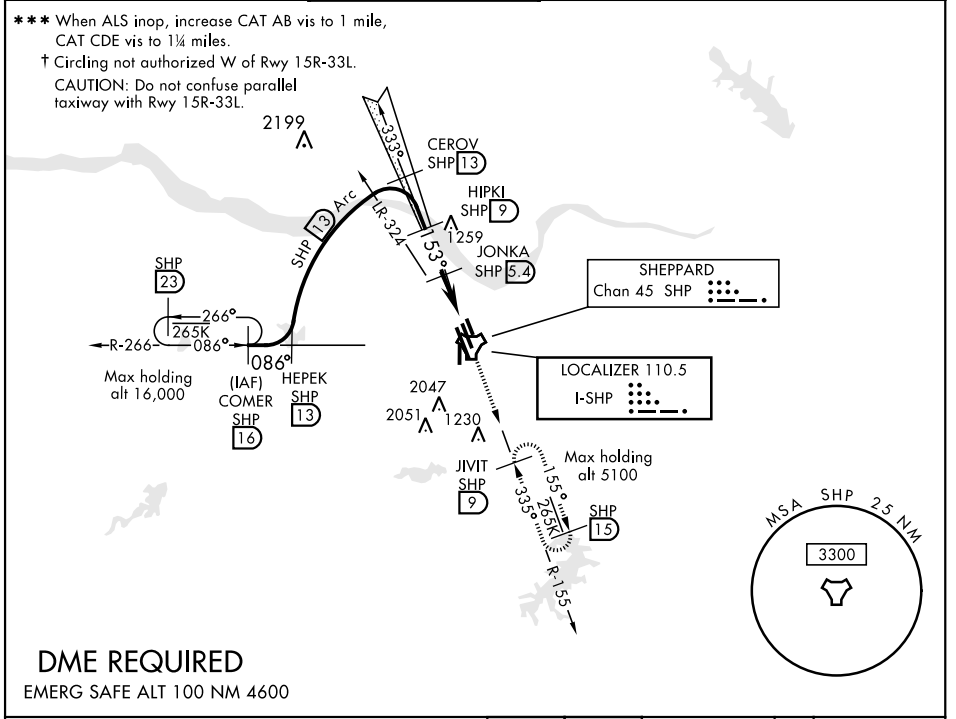 *** When ALS inop, increase CAT AB vis to 1 mile,
CAT CDE vis to 1¼ miles.
† Circling not authorized W of Rwy 15R-33L.
CAUTION: Do not confuse parallel
taxiway with Rwy 15R-33L.
2199
333°
CEROV
SHP 13
HIPKI
SHP 9
1259
SHP 13 Arc
LR-324
153°
JONKA
SHP 5.4
SHEPPARD
Chan 45 SHP
SHP
23
266°
265K
R-266
086°
086°
Max holding
alt 16,000
(IAF)
COMER
SHP
16
HEPEK
SHP
13
LOCALIZER 110.5
I-SHP
2047
2051
1230
JIVIT
SHP
9
Max holding
alt 5100
155°
265K
335°
SHP
15
R-155
MSA SHP 25 NM
3300
DME REQUIRED
EMERG SAFE ALT 100 NM 4600